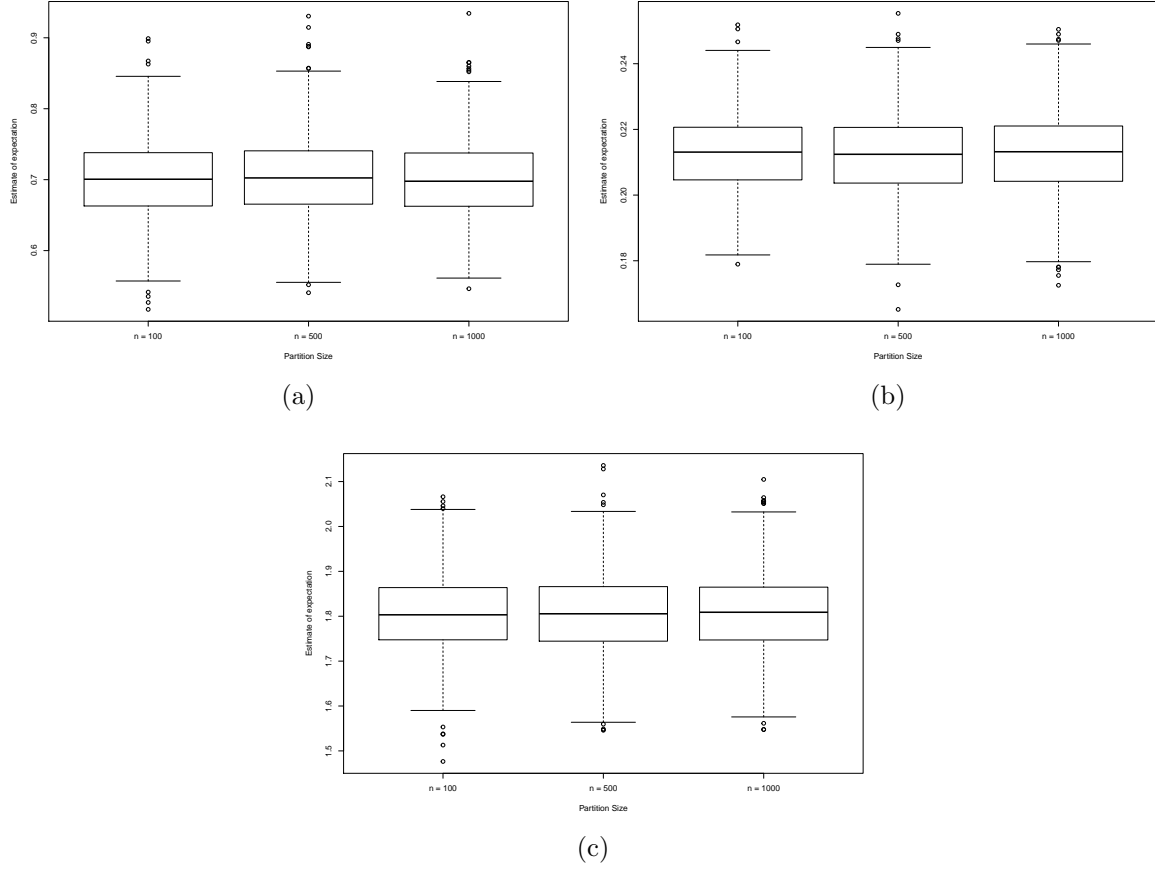 Estimate of expectation
0.9
0.8
0.7
0.6
n = 100 n = 500 n = 1000
Partition Size
(a)
Estimate of expectation
0.24
0.22
0.20
0.18
n = 100 n = 500 n = 1000
Partition Size
(b)
Estimate of expectation
2.1
2.0
1.9
1.8
1.7
1.6
1.5
n = 100 n = 500 n = 1000
Partition Size
(c)